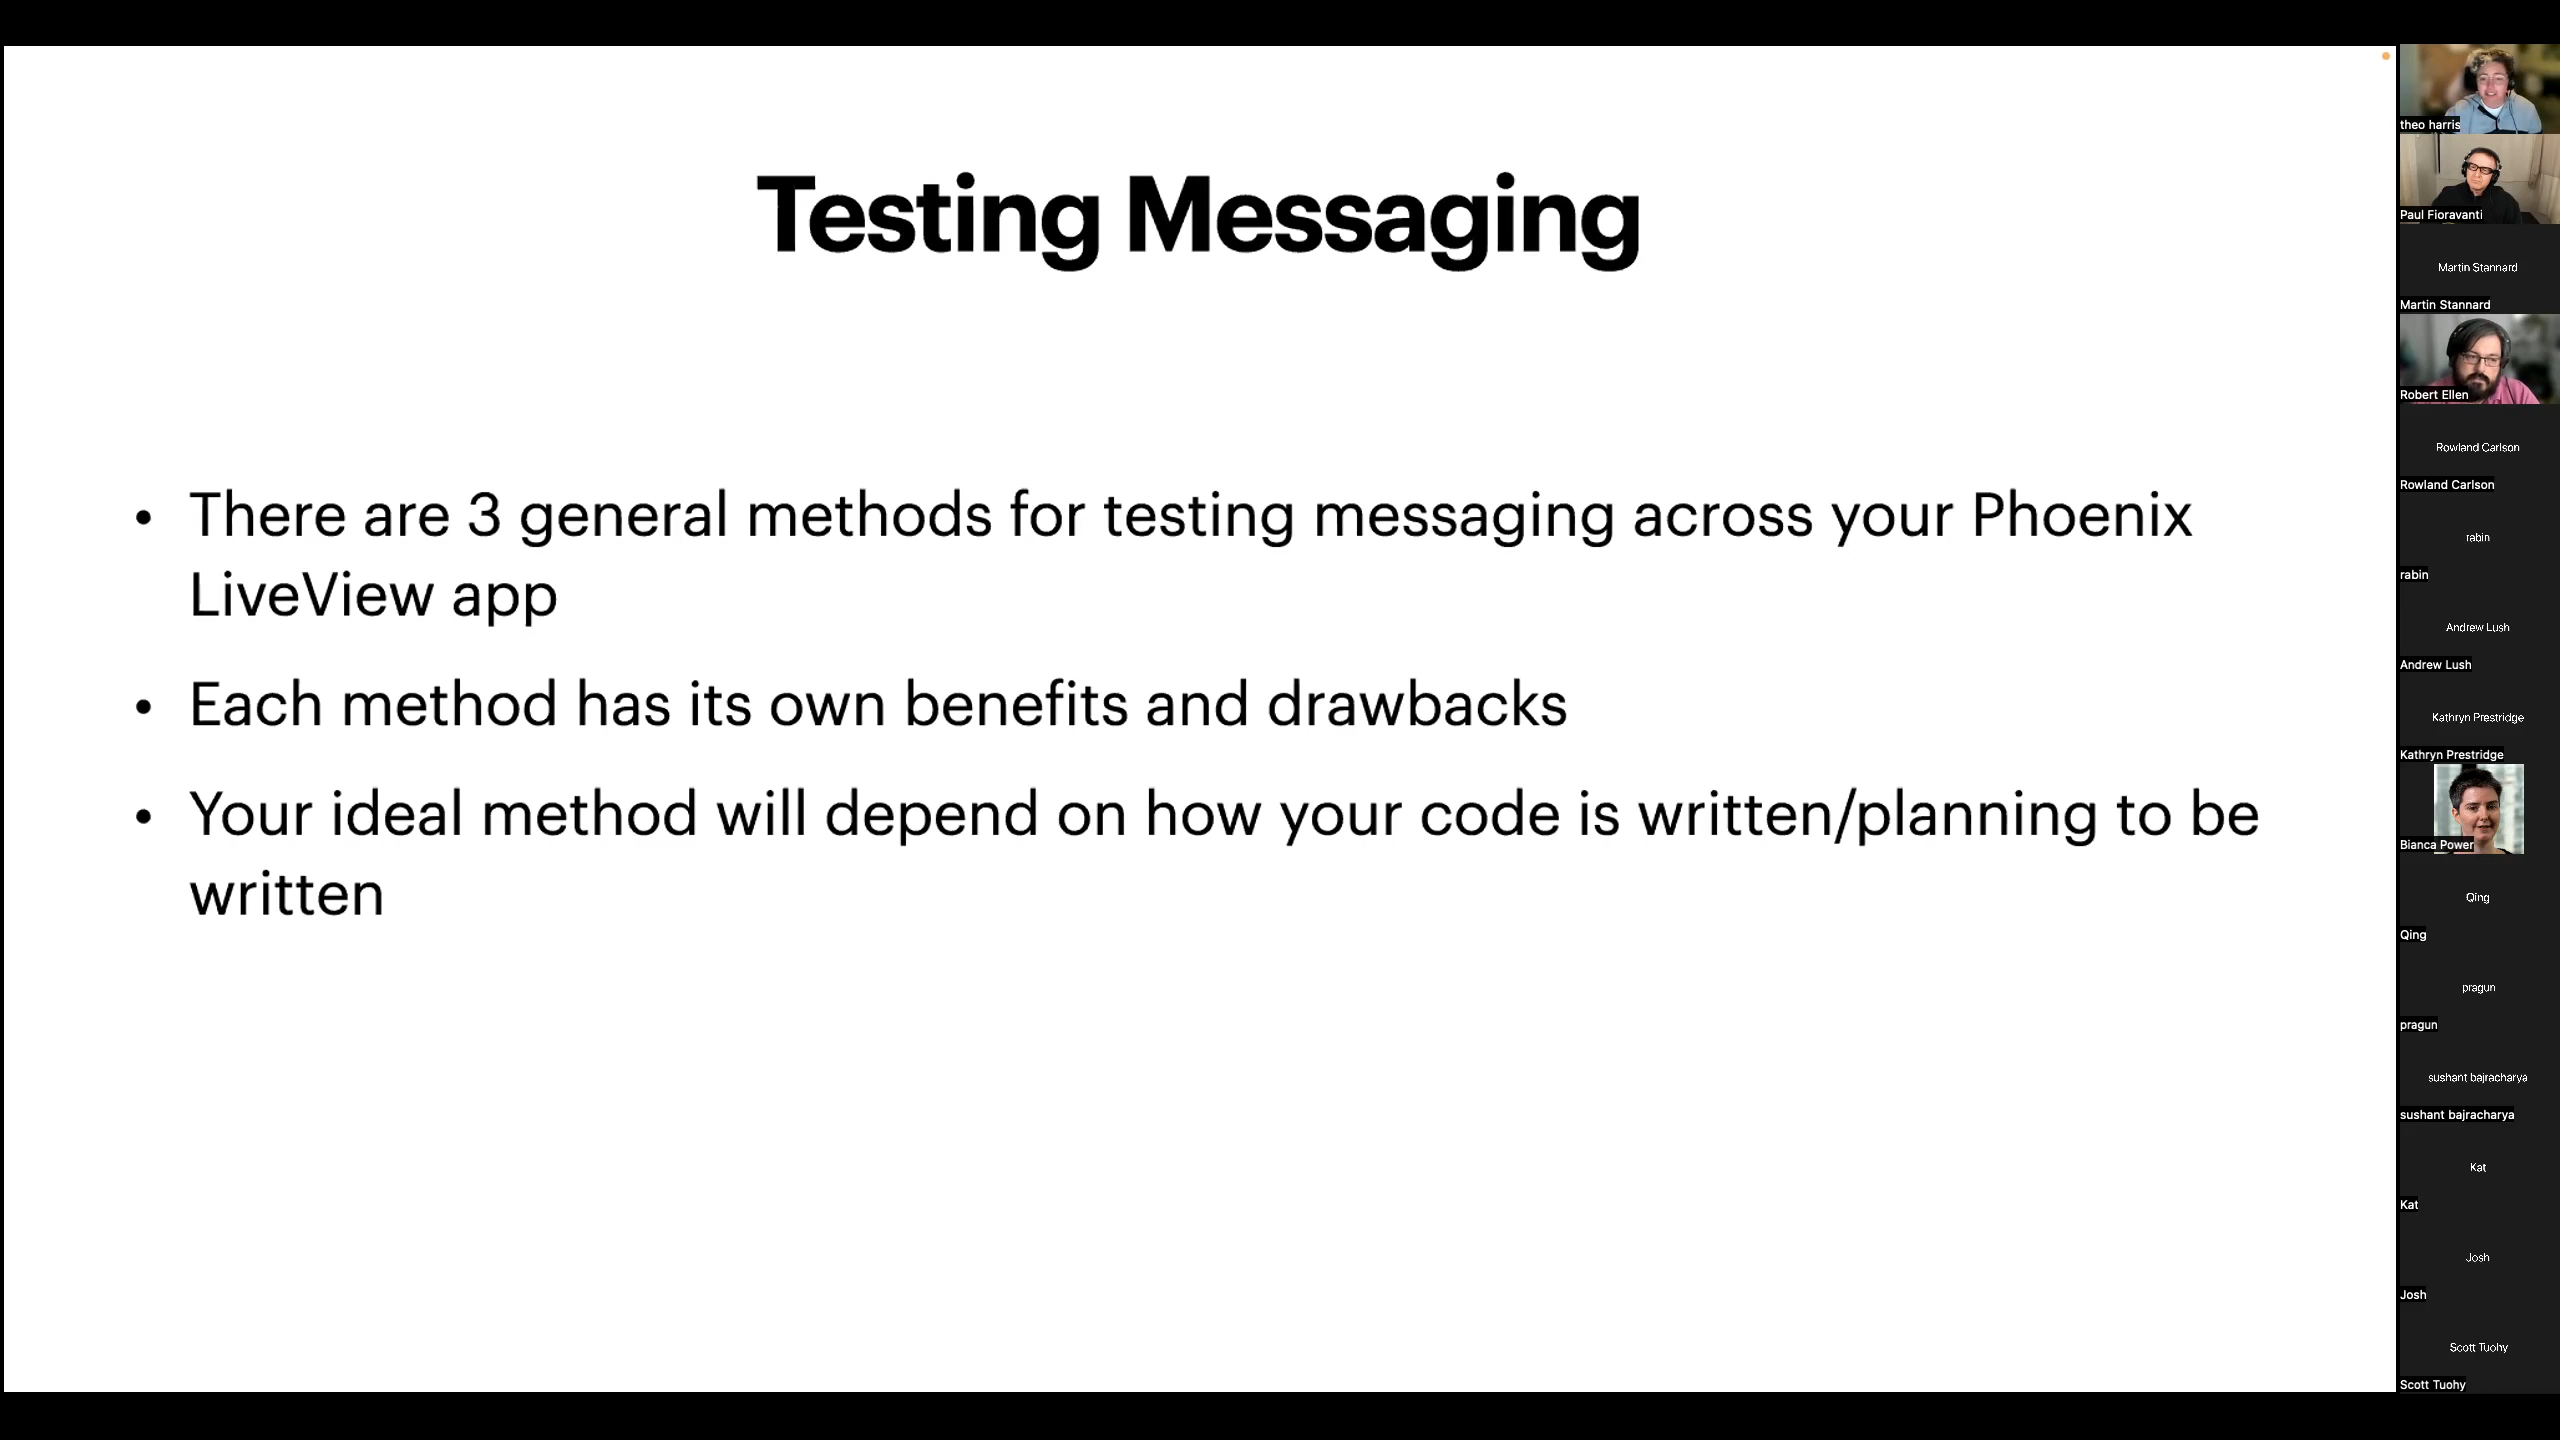 Testing Messaging
• There are 3 general methods for testing messaging across your Phoenix
LiveView app
• Each method has its own benefits and drawbacks
• Your ideal method will depend on how your code is written/planning to be
written
theo harris
Paul Fioravanti
Martin Stannard
Martin Stannard
Robert Ellen
Rowland Carlson
Rowland Carlson
rabin
rabin
Andrew Lush
Andrew Lush
Kathryn Prestridge
Kathryn Prestridge
Bianca Power
Qing
Qing
pragun
pragun
sushant bajracharya
sushant bajracharya
Kat
Kat
Josh
Josh
Scott Tuohy
Scott Tuohy